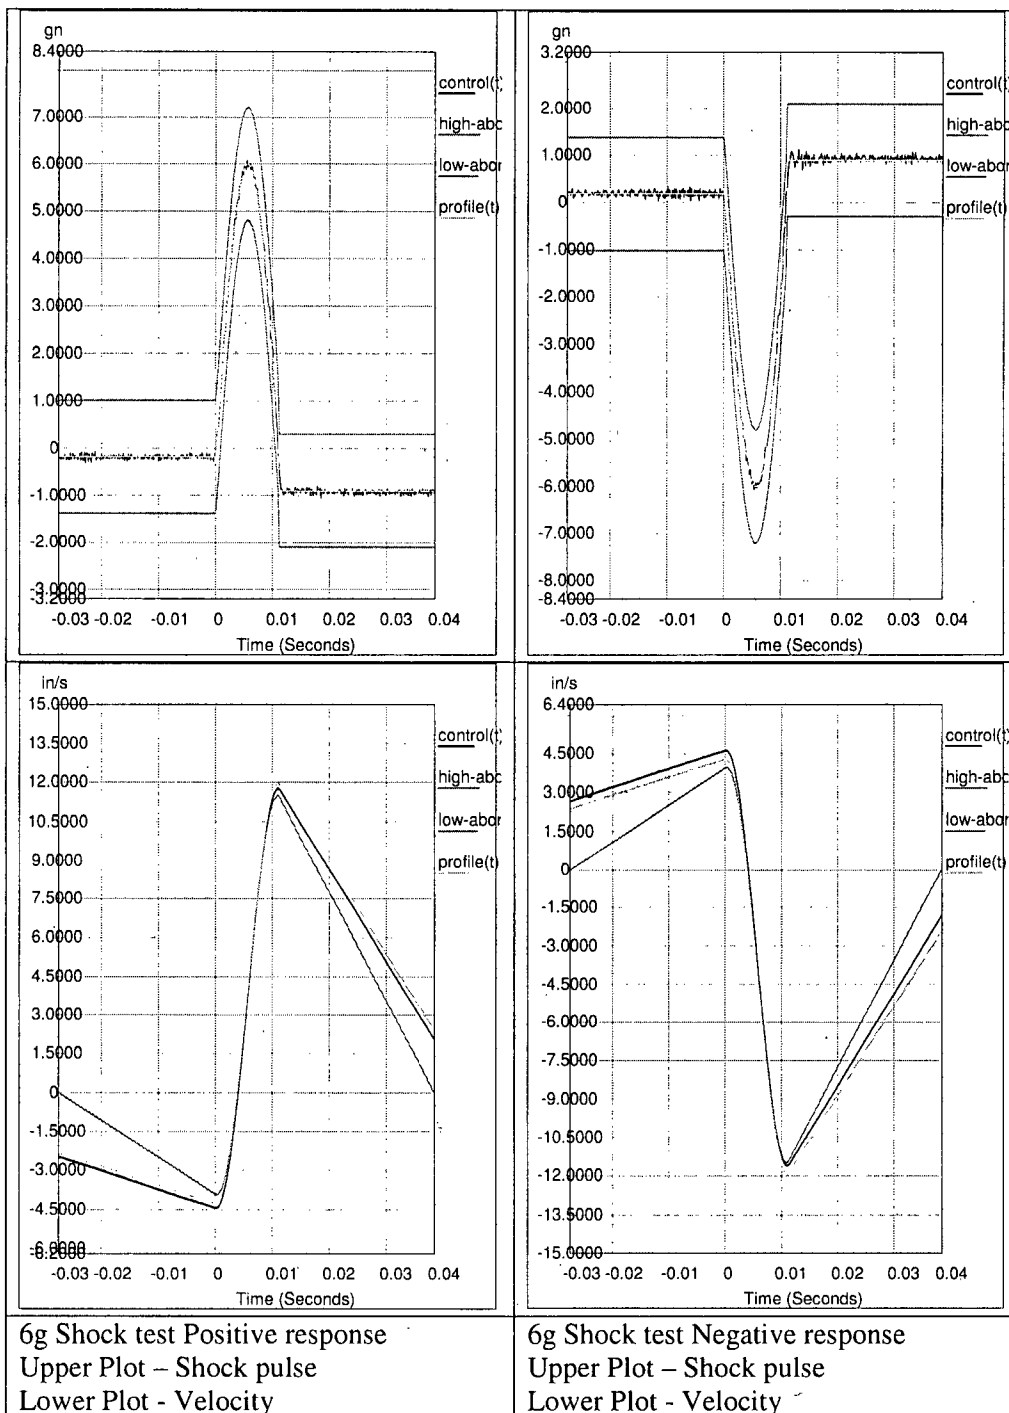 gn
8.4000
7.0000
6.0000
5.0000
4.0000
3.0000
2.0000
1.0000
0
-1.0000
-2.0000
-3.0000
-3.2000
-0.03 -0.02 -0.01 0 0.01 0.02 0.03 0.04
Time (Seconds)
control(t)
high-abo
low-abor
profile(t)
gn
3.2000
2.0000
1.0000
0
-1.0000
-2.0000
-3.0000
-4.0000
-5.0000
-6.0000
-7.0000
-8.0000
-8.4000
-0.03 -0.02 -0.01 0 0.01 0.02 0.03 0.04
Time (Seconds)
control(t)
high-abo
low-abor
profile(t)
in/s
15.0000
13.5000
12.0000
10.5000
9.0000
7.5000
6.0000
4.5000
3.0000
1.5000
0
-1.5000
-3.0000
-4.5000
-6.0000
-6.2000
-0.03 -0.02 -0.01 0 0.01 0.02 0.03 0.04
Time (Seconds)
control(t)
high-abo
low-abor
profile(t)
in/s
6.4000
4.5000
3.0000
1.5000
0
-1.5000
-3.0000
-4.5000
-6.0000
-7.5000
-9.0000
-10.5000
-12.0000
-13.5000
-15.0000
-0.03 -0.02 -0.01 0 0.01 0.02 0.03 0.04
Time (Seconds)
control(t)
high-abo
low-abor
profile(t)
6g Shock test Positive response
Upper Plot – Shock pulse
Lower Plot - Velocity
6g Shock test Negative response
Upper Plot – Shock pulse
Lower Plot - Velocity